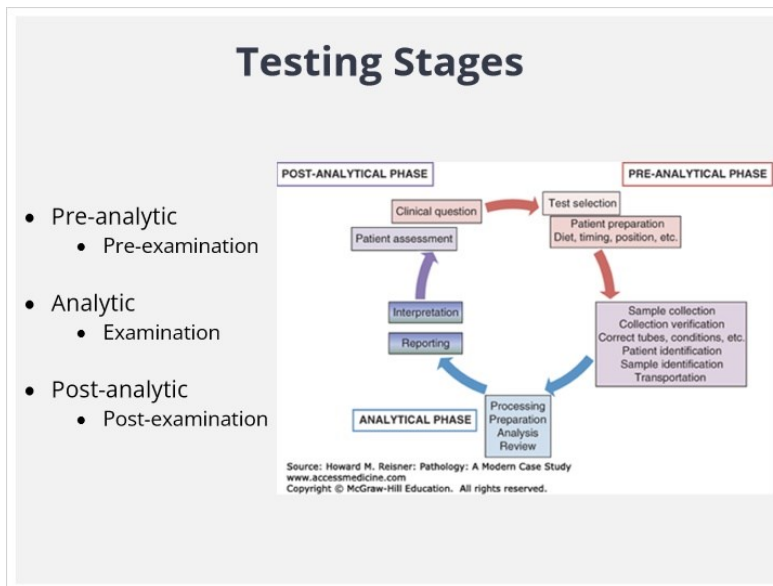 Testing Stages
• Pre-analytic
• Pre-examination
• Analytic
• Examination
• Post-analytic
• Post-examination
POST-ANALYTICAL PHASE
PRE-ANALYTICAL PHASE
Clinical question
Test selection
Patient preparation
Diet, timing, position, etc.
Patient assessment
Interpretation
Reporting
Sample collection
Collection verification
Correct tubes, conditions, etc.
Patient identification
Sample identification
Transportation
ANALYTICAL PHASE
Processing
Preparation
Analysis
Review
Source: Howard M. Reisner: Pathology: A Modern Case Study
www.accessmedicine.com
Copyright © McGraw-Hill Education. All rights reserved.